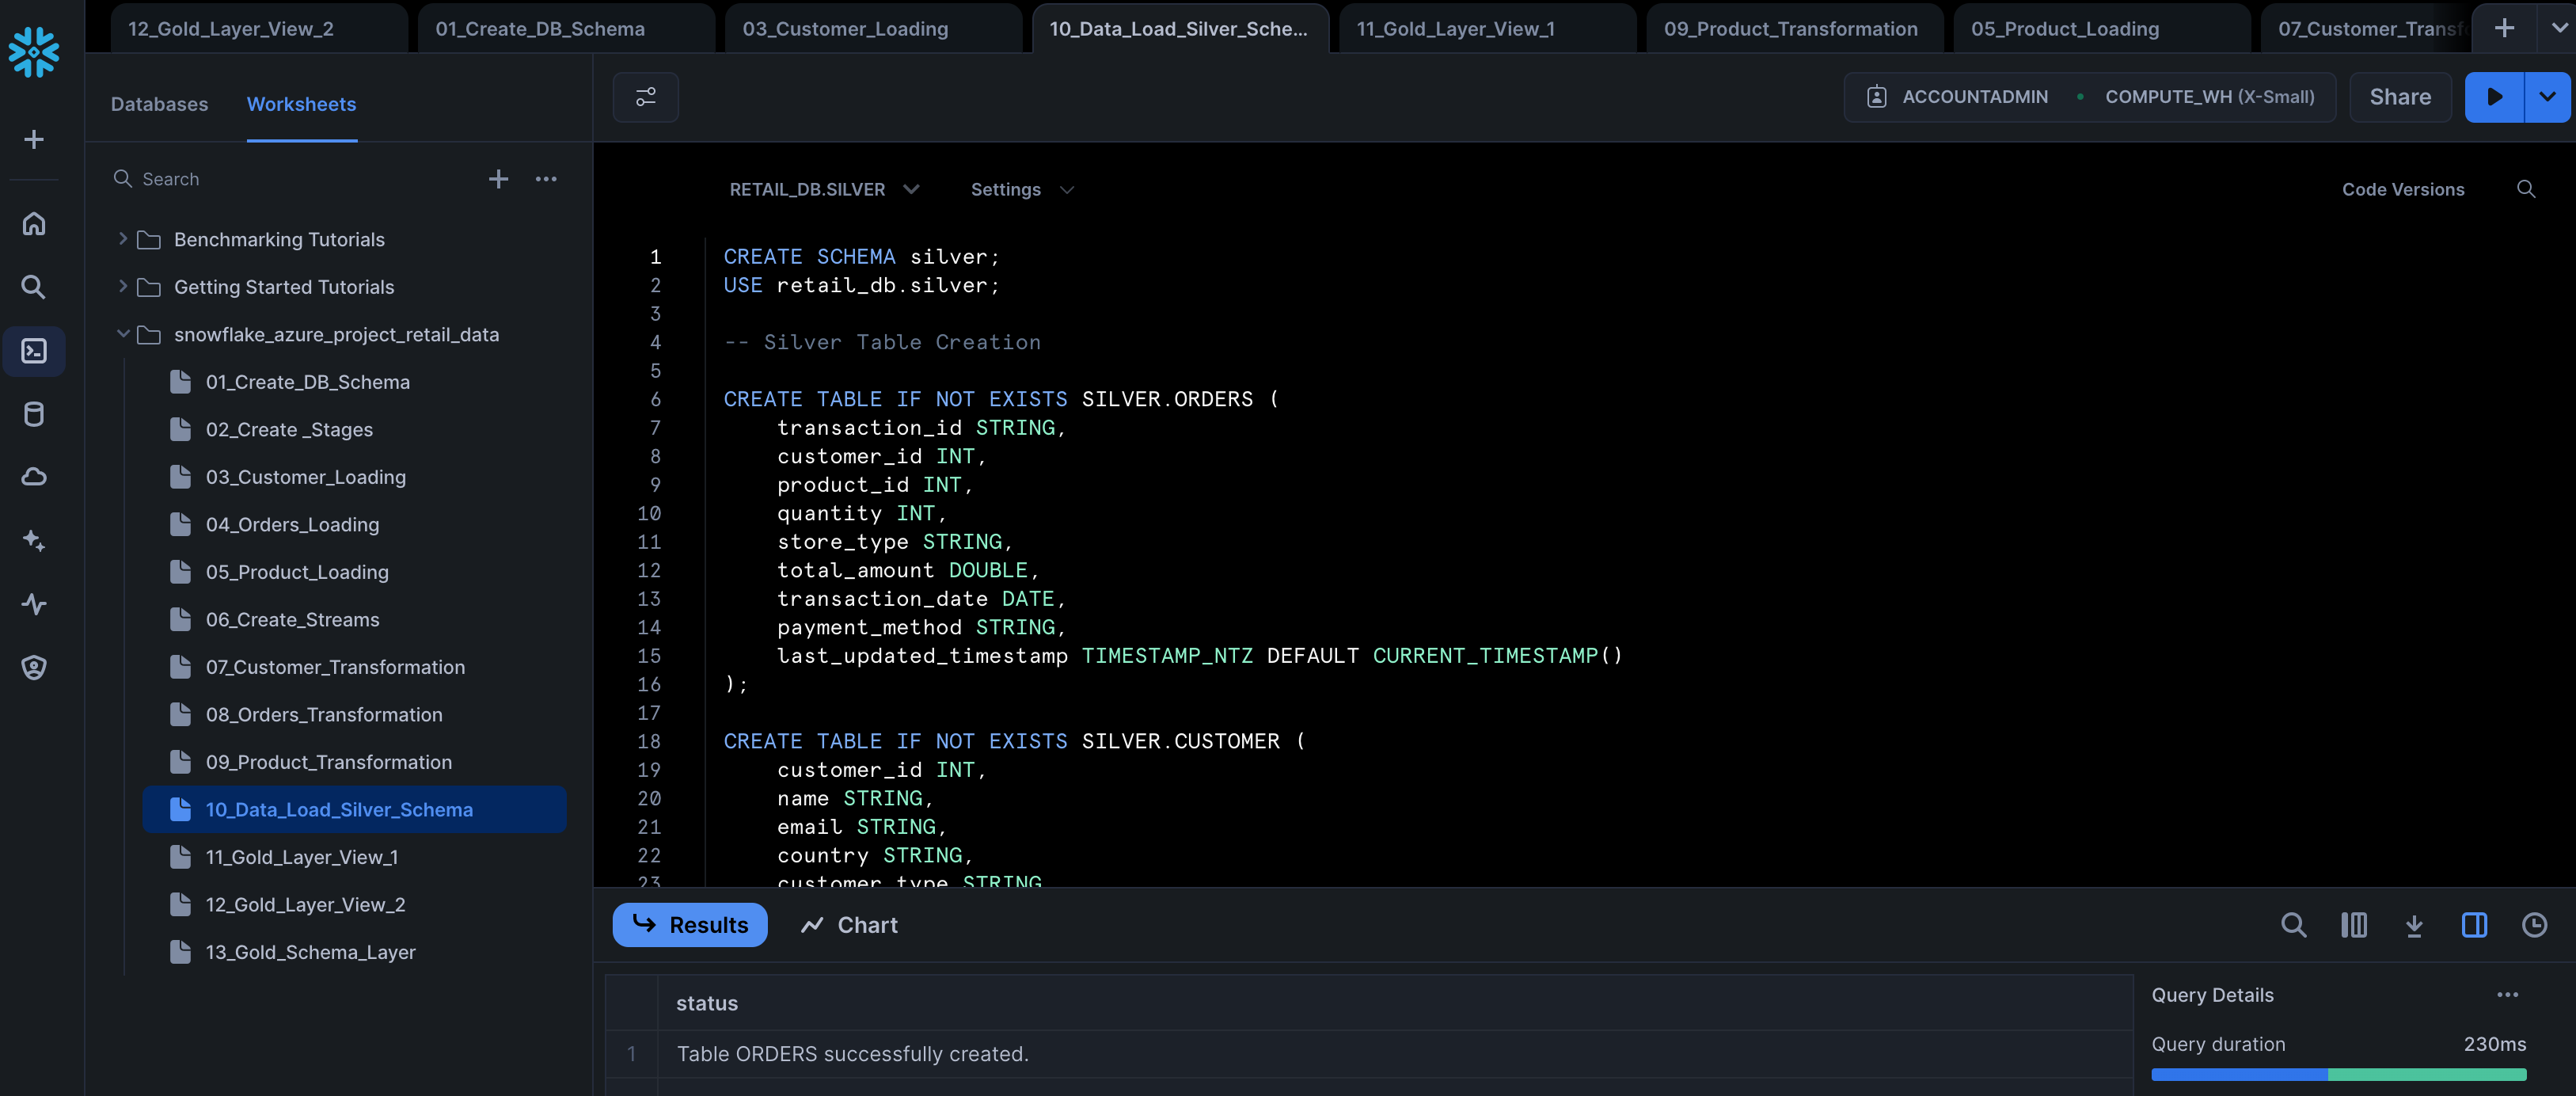 12_Gold_Layer_View_2
01_Create_DB_Schema
03_Customer_Loading
10_Data_Load_Silver_Sche...
11_Gold_Layer_View_1
09_Product_Transformation
05_Product_Loading
07_Customer_Transf
Databases
Worksheets
ACCOUNTADMIN
COMPUTE_WH (X-Small)
Share
Search
Benchmarking Tutorials
Getting Started Tutorials
snowflake_azure_project_retail_data
01_Create_DB_Schema
02_Create _Stages
03_Customer_Loading
04_Orders_Loading
05_Product_Loading
06_Create_Streams
07_Customer_Transformation
08_Orders_Transformation
09_Product_Transformation
10_Data_Load_Silver_Schema
11_Gold_Layer_View_1
12_Gold_Layer_View_2
13_Gold_Schema_Layer
RETAIL_DB.SILVER
Settings
Code Versions
1 CREATE SCHEMA silver;
2 USE retail_db.silver;
3
4 -- Silver Table Creation
5
6 CREATE TABLE IF NOT EXISTS SILVER.ORDERS (
7 transaction_id STRING,
8 customer_id INT,
9 product_id INT,
10 quantity INT,
11 store_type STRING,
12 total_amount DOUBLE,
13 transaction_date DATE,
14 payment_method STRING,
15 last_updated_timestamp TIMESTAMP_NTZ DEFAULT CURRENT_TIMESTAMP()
16 );
17
18 CREATE TABLE IF NOT EXISTS SILVER.CUSTOMER (
19 customer_id INT,
20 name STRING,
21 email STRING,
22 country STRING,
23 customer_type STRING
Results
Chart
status
1 Table ORDERS successfully created.
Query Details
Query duration
230ms